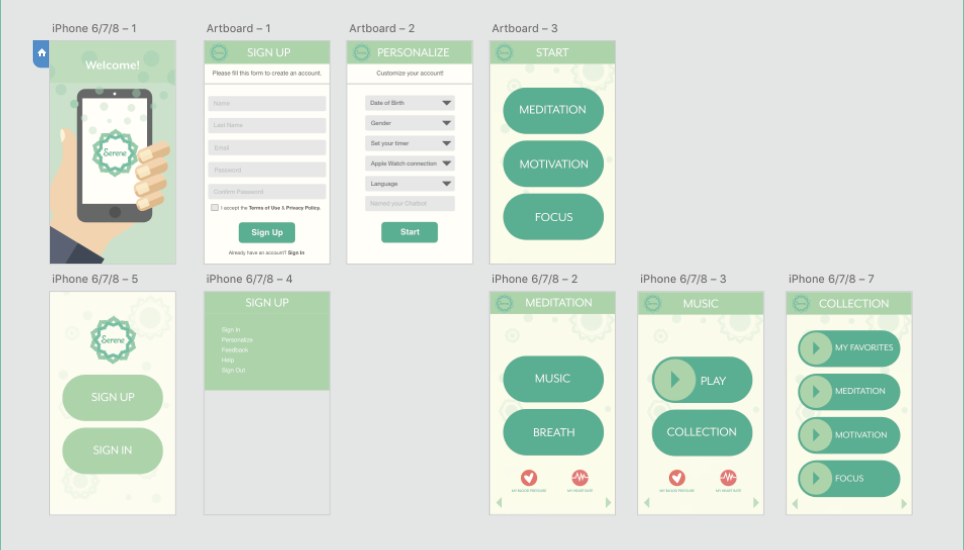 iPhone 6/7/8 – 1
Welcome!
Serene
Artboard – 1
SIGN UP
Please fill this form to create an account.
Name
Last Name
Email
Password
Confirm Password
I accept the Terms of Use & Privacy Policy.
Sign Up
Already have an account? Sign In
Artboard – 2
PERSONALIZE
Customize your account!
Date of Birth
Gender
Set your timer
Apple Watch connection
Language
Named your Chatbot
Start
Artboard – 3
START
MEDITATION
MOTIVATION
FOCUS
iPhone 6/7/8 – 5
Serene
SIGN UP
SIGN IN
iPhone 6/7/8 – 4
SIGN UP
Sign In
Personalize
Feedback
Help
Sign Out
iPhone 6/7/8 – 2
MEDITATION
MUSIC
BREATH
MY BLOOD PRESSURE
MY HEART RATE
iPhone 6/7/8 – 3
MUSIC
PLAY
COLLECTION
MY BLOOD PRESSURE
MY HEART RATE
iPhone 6/7/8 – 7
COLLECTION
MY FAVORITES
MEDITATION
MOTIVATION
FOCUS